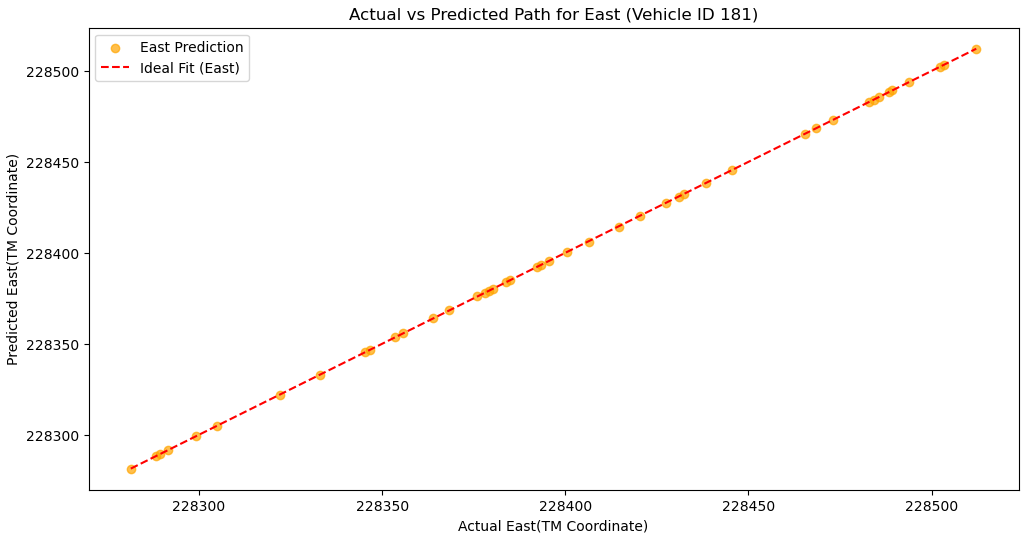 Actual vs Predicted Path for East (Vehicle ID 181)
East Prediction
Ideal Fit (East)
228500
228450
228400
228350
228300
Predicted East(TM Coordinate)
228300
228350
228400
228450
228500
Actual East(TM Coordinate)